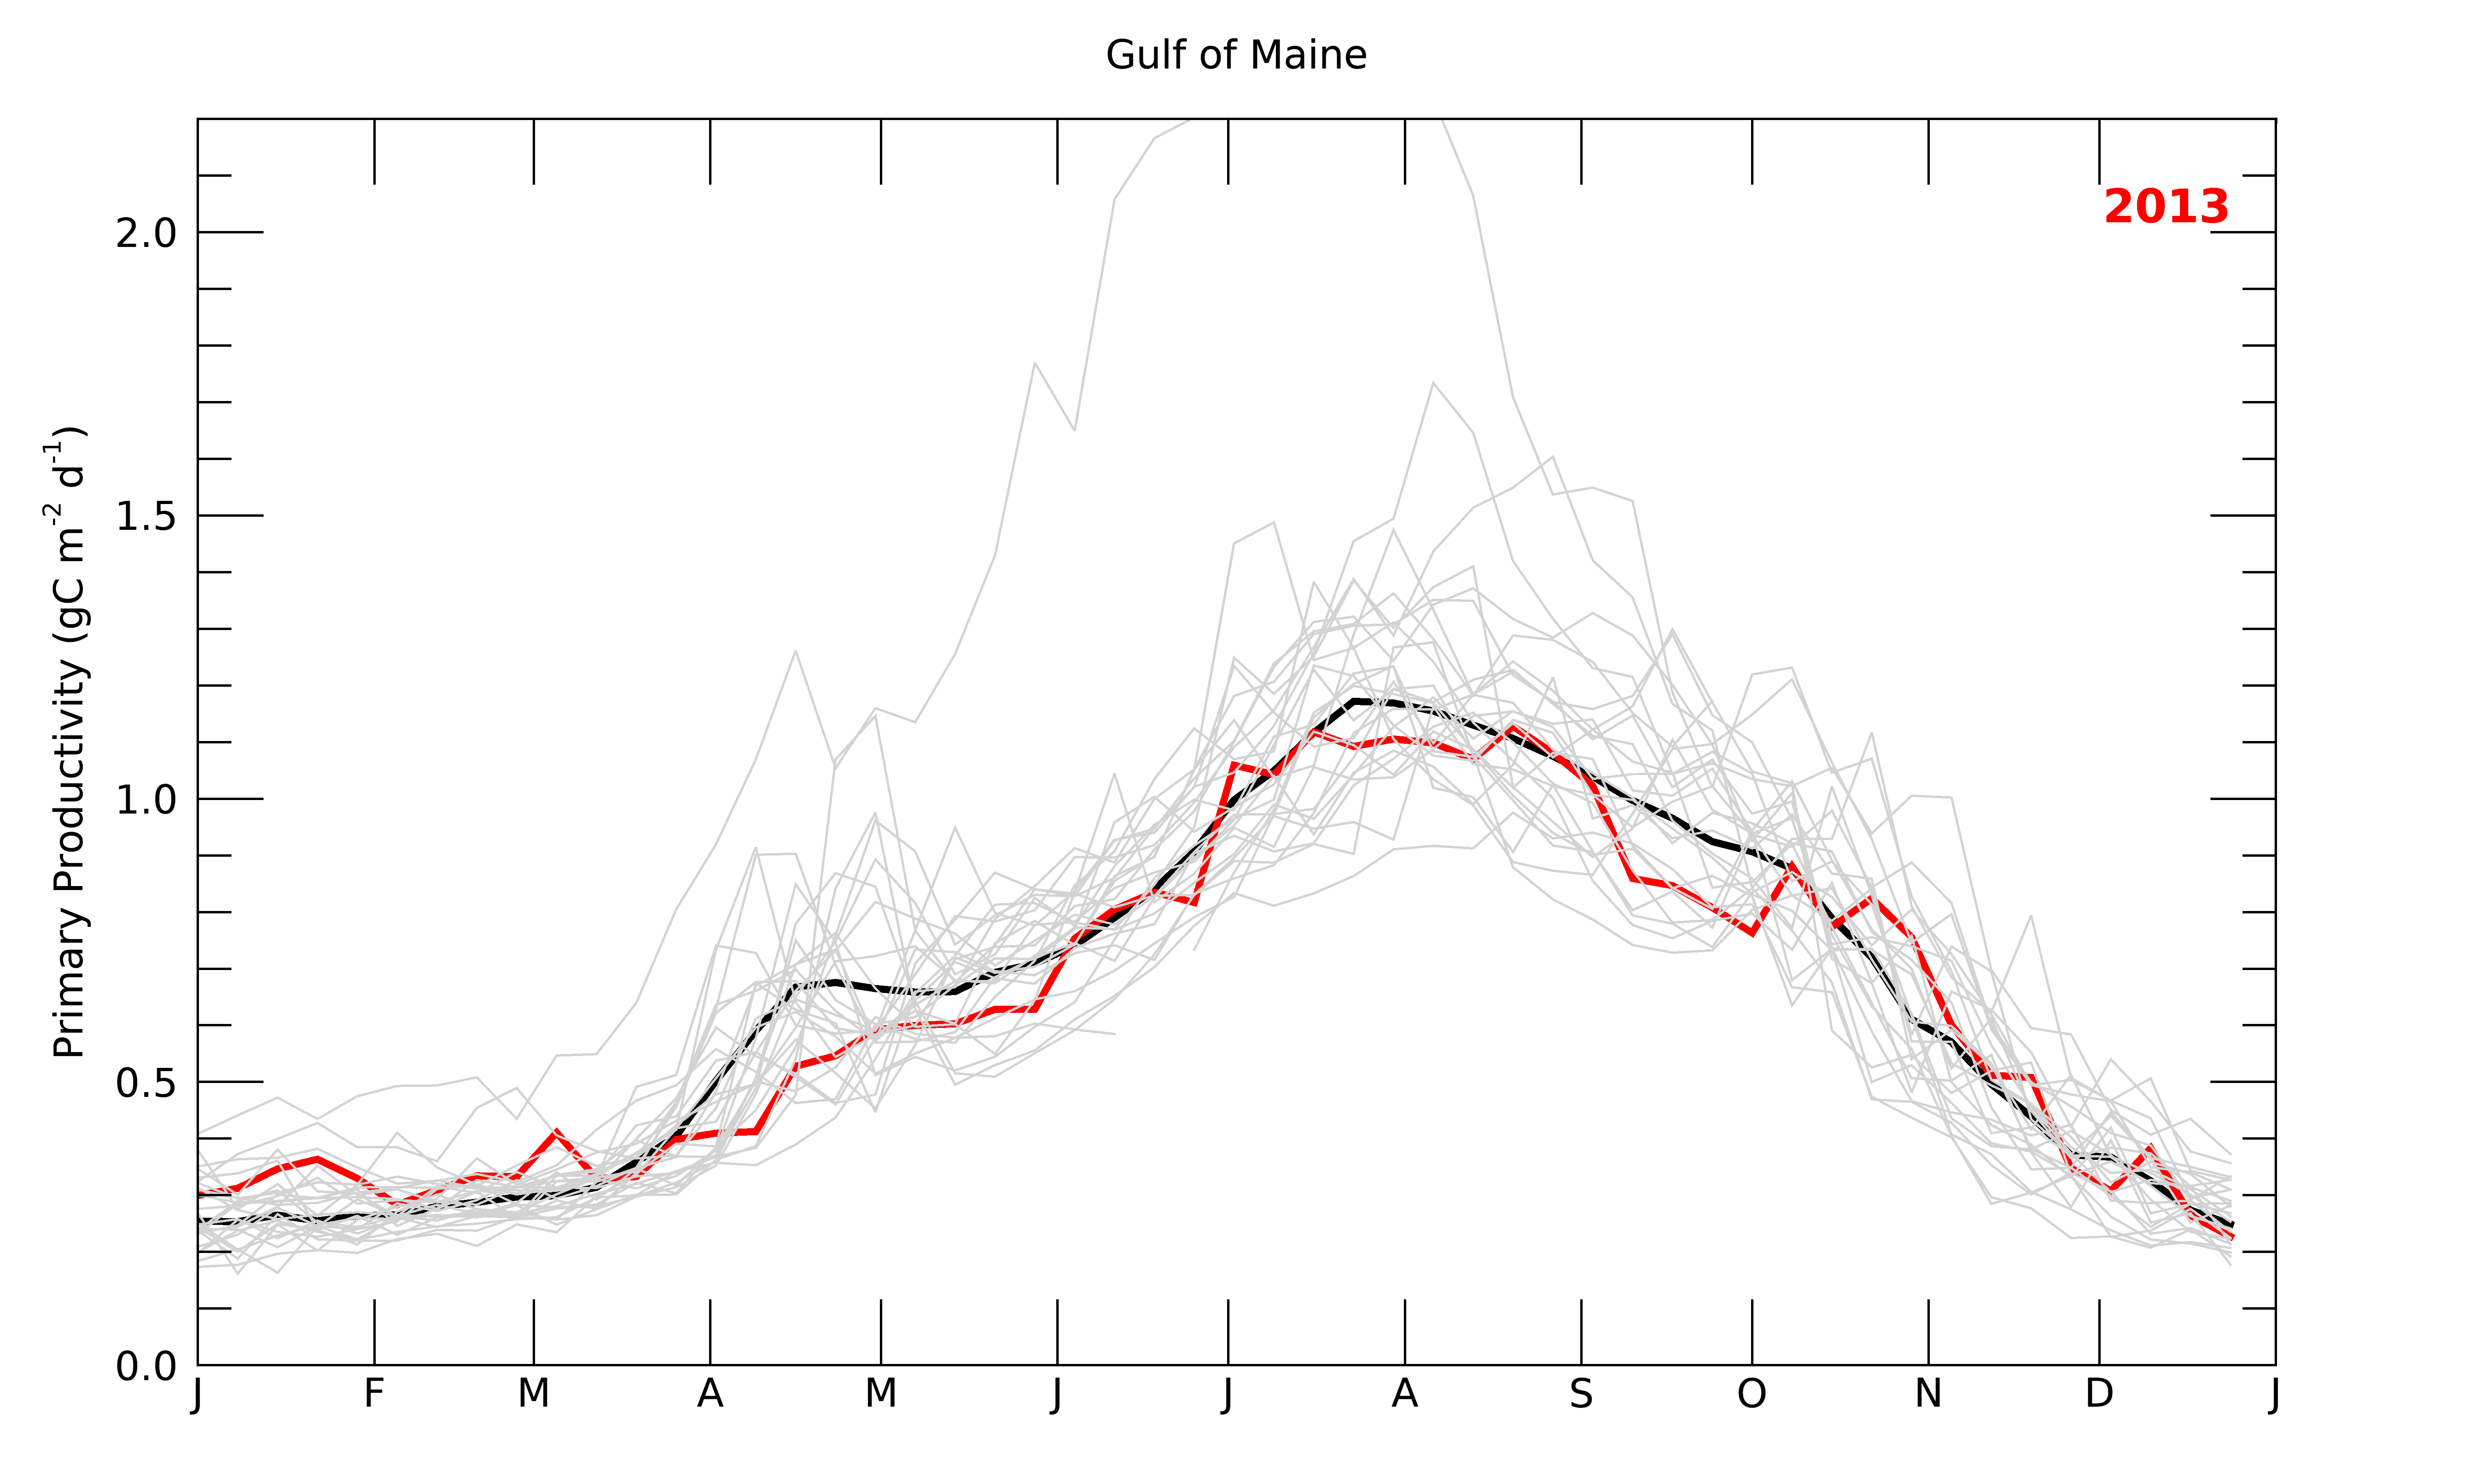 Gulf of Maine
2013
Primary Productivity (gC m-2 d-1)
2.0
1.5
1.0
0.5
0.0
J F M A M J J A S O N D J